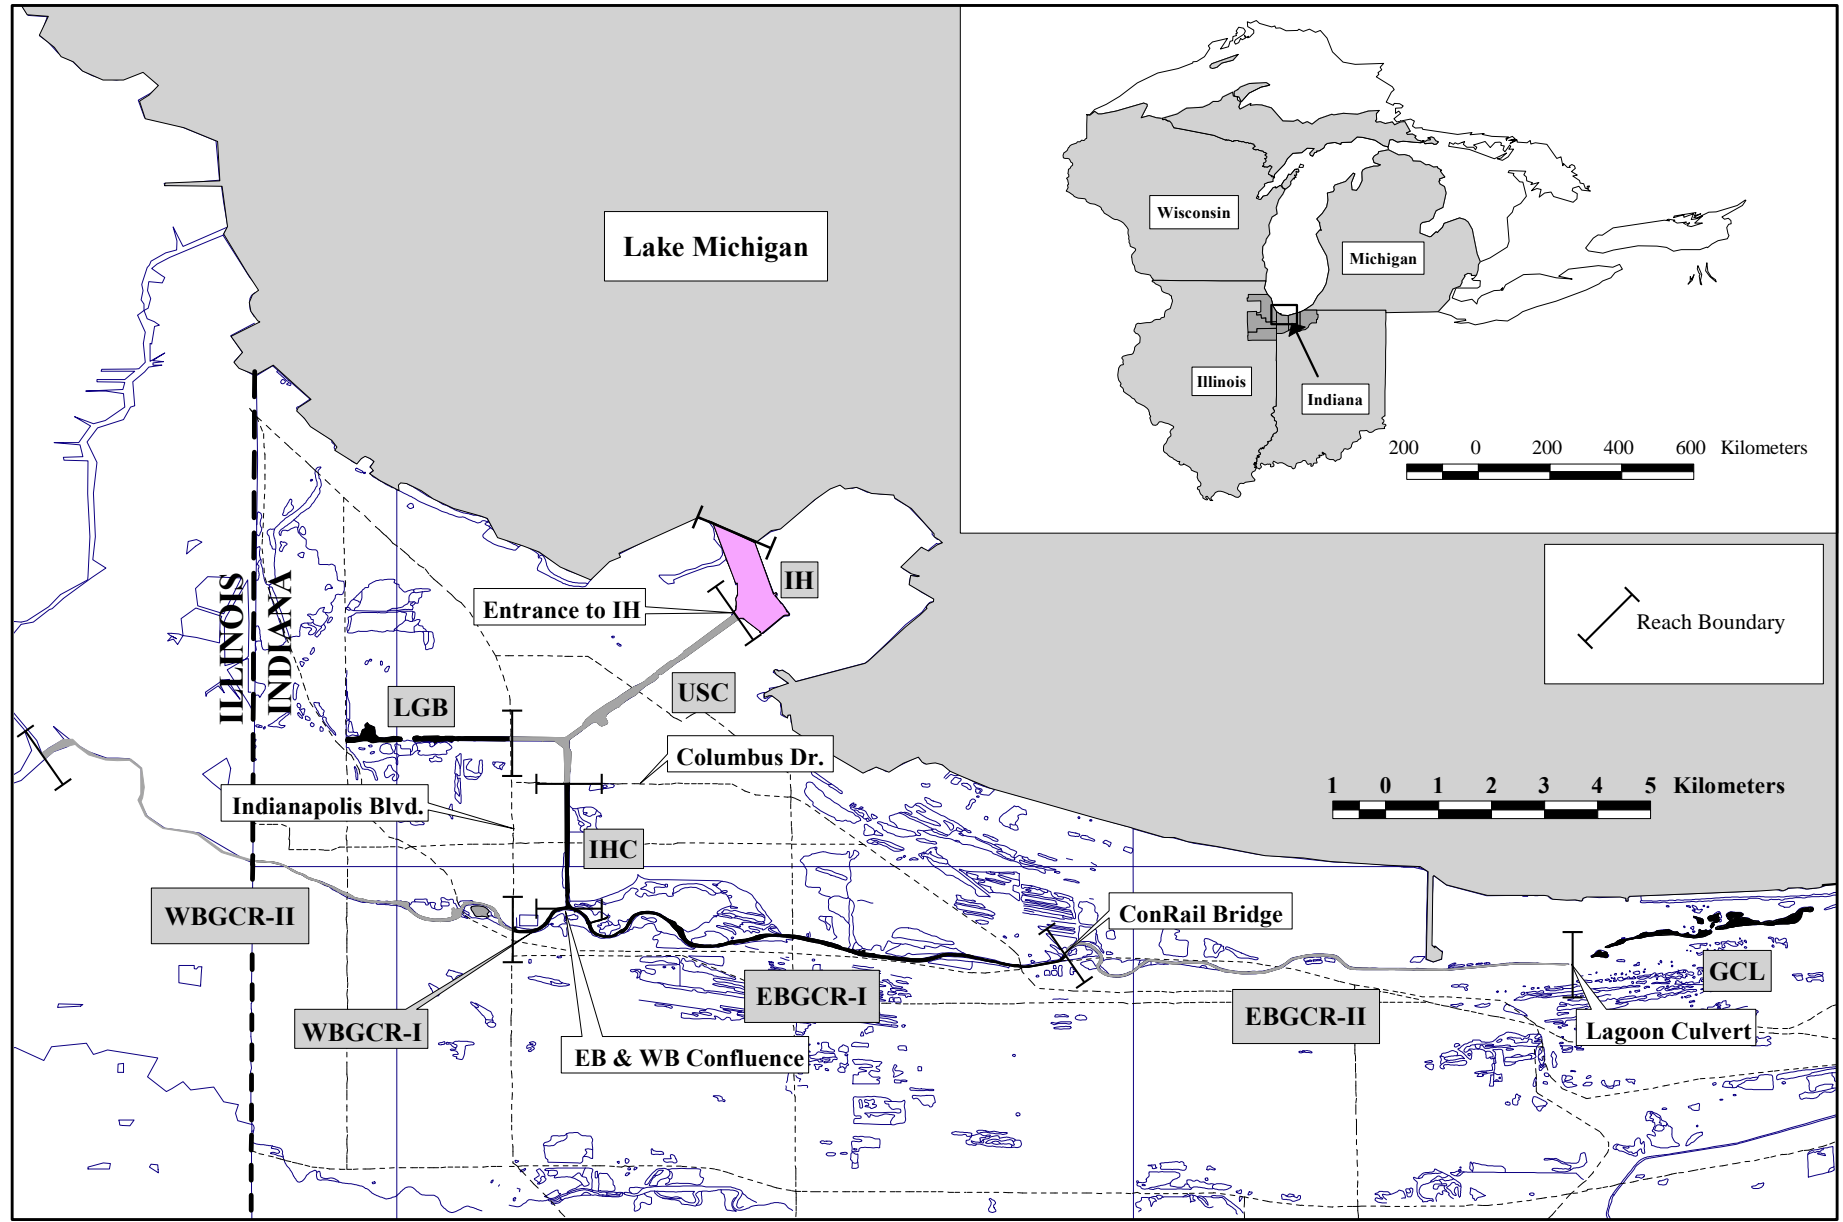 Lake Michigan
Wisconsin
Michigan
Illinois
Indiana
200 0 200 400 600 Kilometers
Reach Boundary
ILLINOIS
INDIANA
IH
Entrance to IH
USC
LGB
Columbus Dr.
Indianapolis Blvd.
1 0 1 2 3 4 5 Kilometers
IHC
WBGCR-II
ConRail Bridge
GCL
EBGCR-I
EBGCR-II
WBGCR-I
Lagoon Culvert
EB & WB Confluence